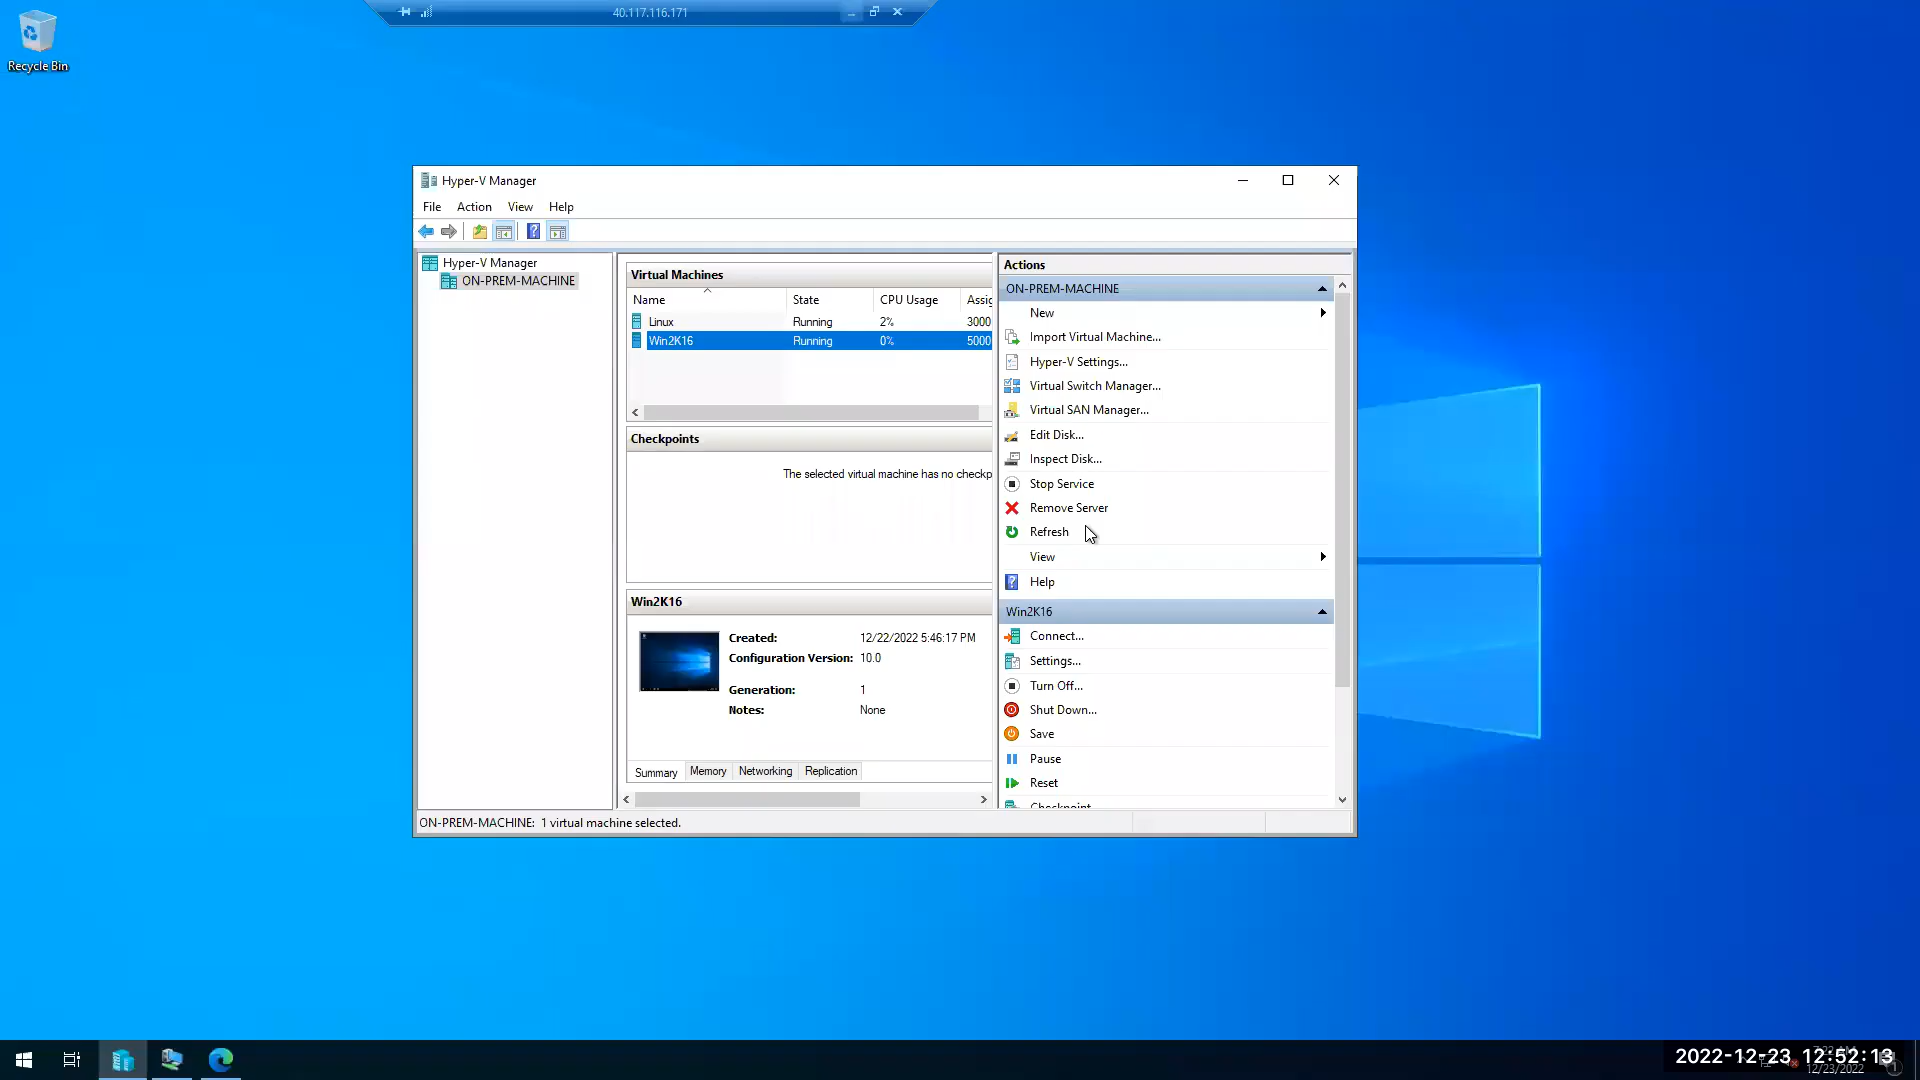 40.117.116.171
Recycle Bin
Hyper-V Manager
File Action View Help
Hyper-V Manager
ON-PREM-MACHINE
Virtual Machines
Name State CPU Usage Assig
Linux Running 2% 3000
Win2K16 Running 0% 5000
Checkpoints
The selected virtual machine has no checkp
Win2K16
Created: 12/22/2022 5:46:17 PM
Configuration Version: 10.0
Generation: 1
Notes: None
Summary Memory Networking Replication
Actions
ON-PREM-MACHINE
New
Import Virtual Machine...
Hyper-V Settings...
Virtual Switch Manager...
Virtual SAN Manager...
Edit Disk...
Inspect Disk...
Stop Service
Remove Server
Refresh
View
Help
Win2K16
Connect...
Settings...
Turn Off...
Shut Down...
Save
Pause
Reset
Checkpoint
ON-PREM-MACHINE: 1 virtual machine selected.
2022-12-23 12:52:13
12/23/2022